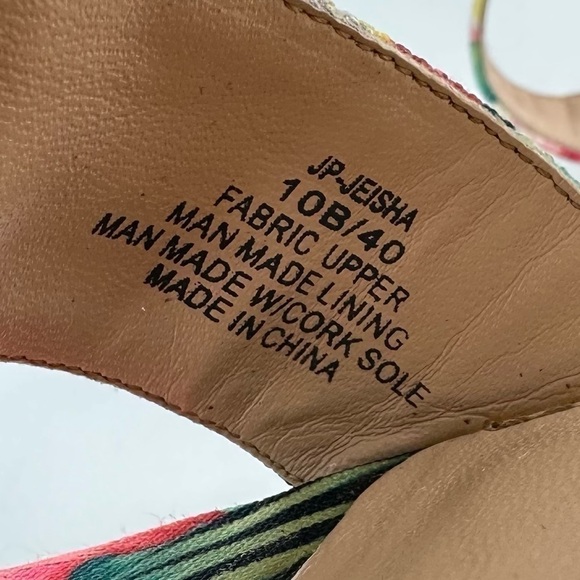 JP-JEISHA
10B/40
FABRIC UPPER
MAN MADE LINING
MAN MADE W/CORK SOLE
MADE IN CHINA